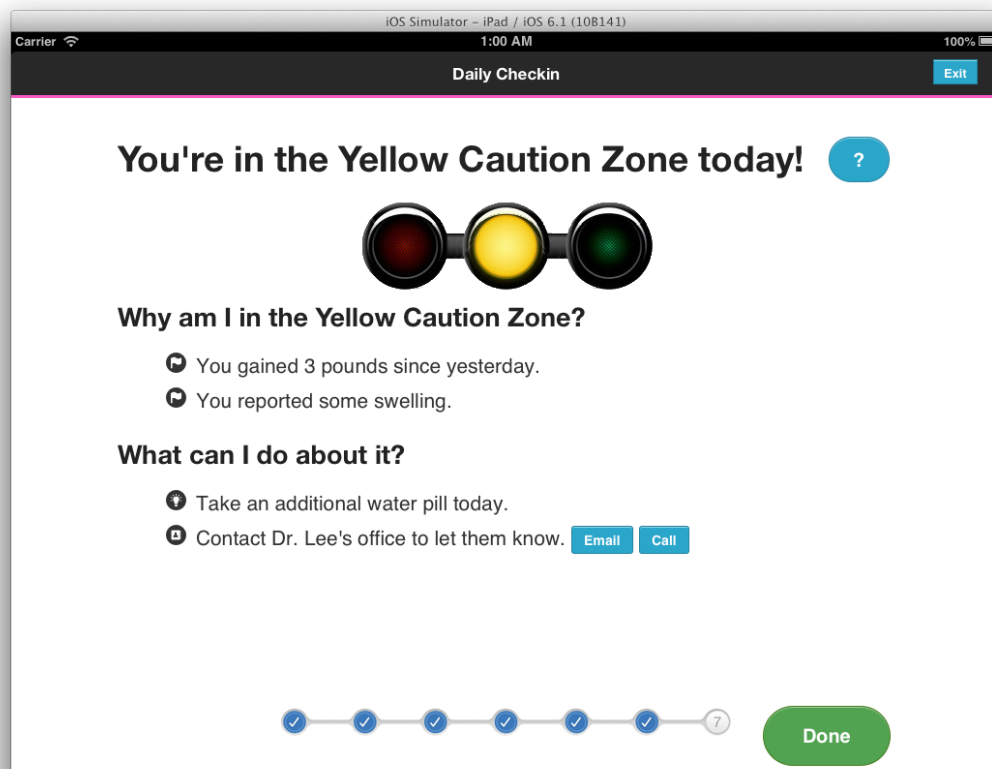 iOS Simulator – iPad / iOS 6.1 (10B141)
Carrier 1:00 AM 100%
Daily Checkin Exit
You're in the Yellow Caution Zone today! ?
Why am I in the Yellow Caution Zone?
You gained 3 pounds since yesterday.
You reported some swelling.
What can I do about it?
Take an additional water pill today.
Contact Dr. Lee's office to let them know. Email Call
7 Done